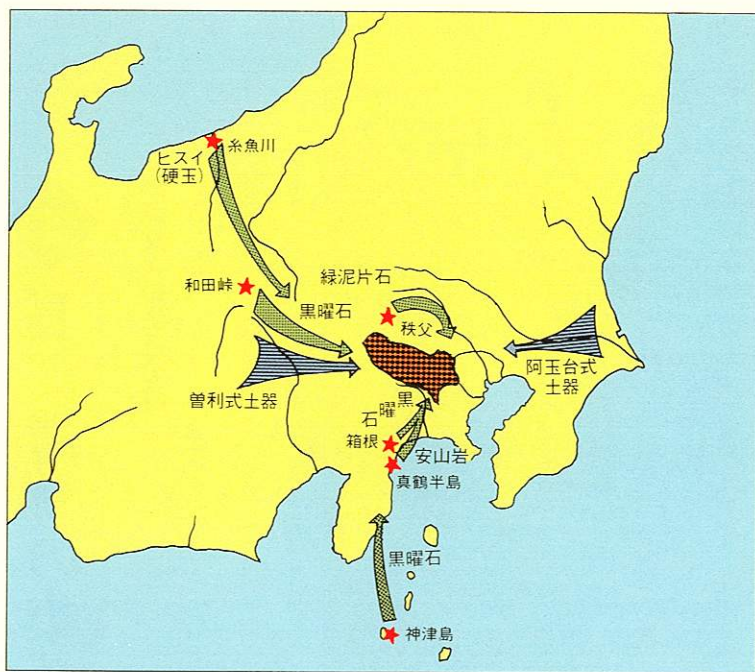 糸魚川
ヒスイ
(硬玉)
和田峠
緑泥片石
黒曜石
秩父
曽利式土器
阿玉台式
土器
黒曜石
箱根
安山岩
真鶴半島
黒曜石
神津島